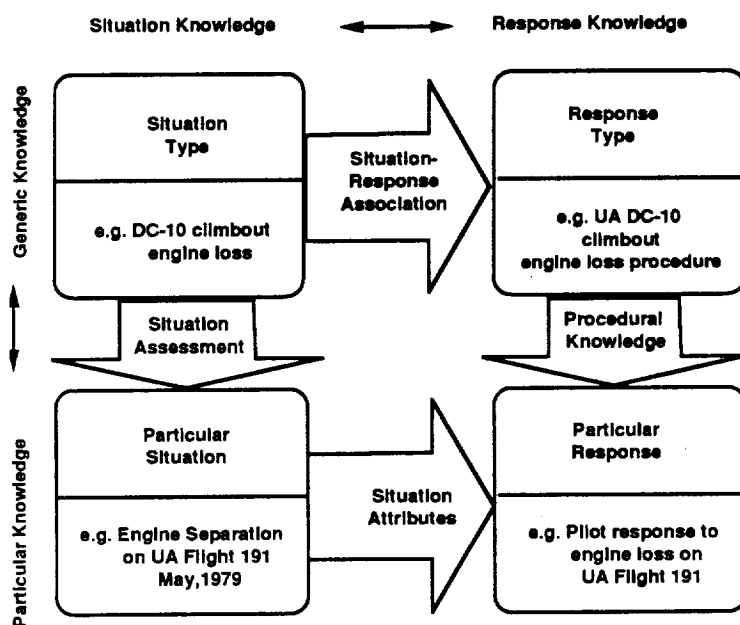 Situation Knowledge
Response Knowledge
Generic Knowledge
Situation
Type
e.g. DC-10 climbout
engine loss
Situation-
Response
Association
Response
Type
e.g. UA DC-10
climbout
engine loss procedure
Situation
Assessment
Procedural
Knowledge
Particular Knowledge
Particular
Situation
e.g. Engine Separation
on UA Flight 191
May,1979
Situation
Attributes
Particular
Response
e.g. Pilot response to
engine loss on
UA Flight 191